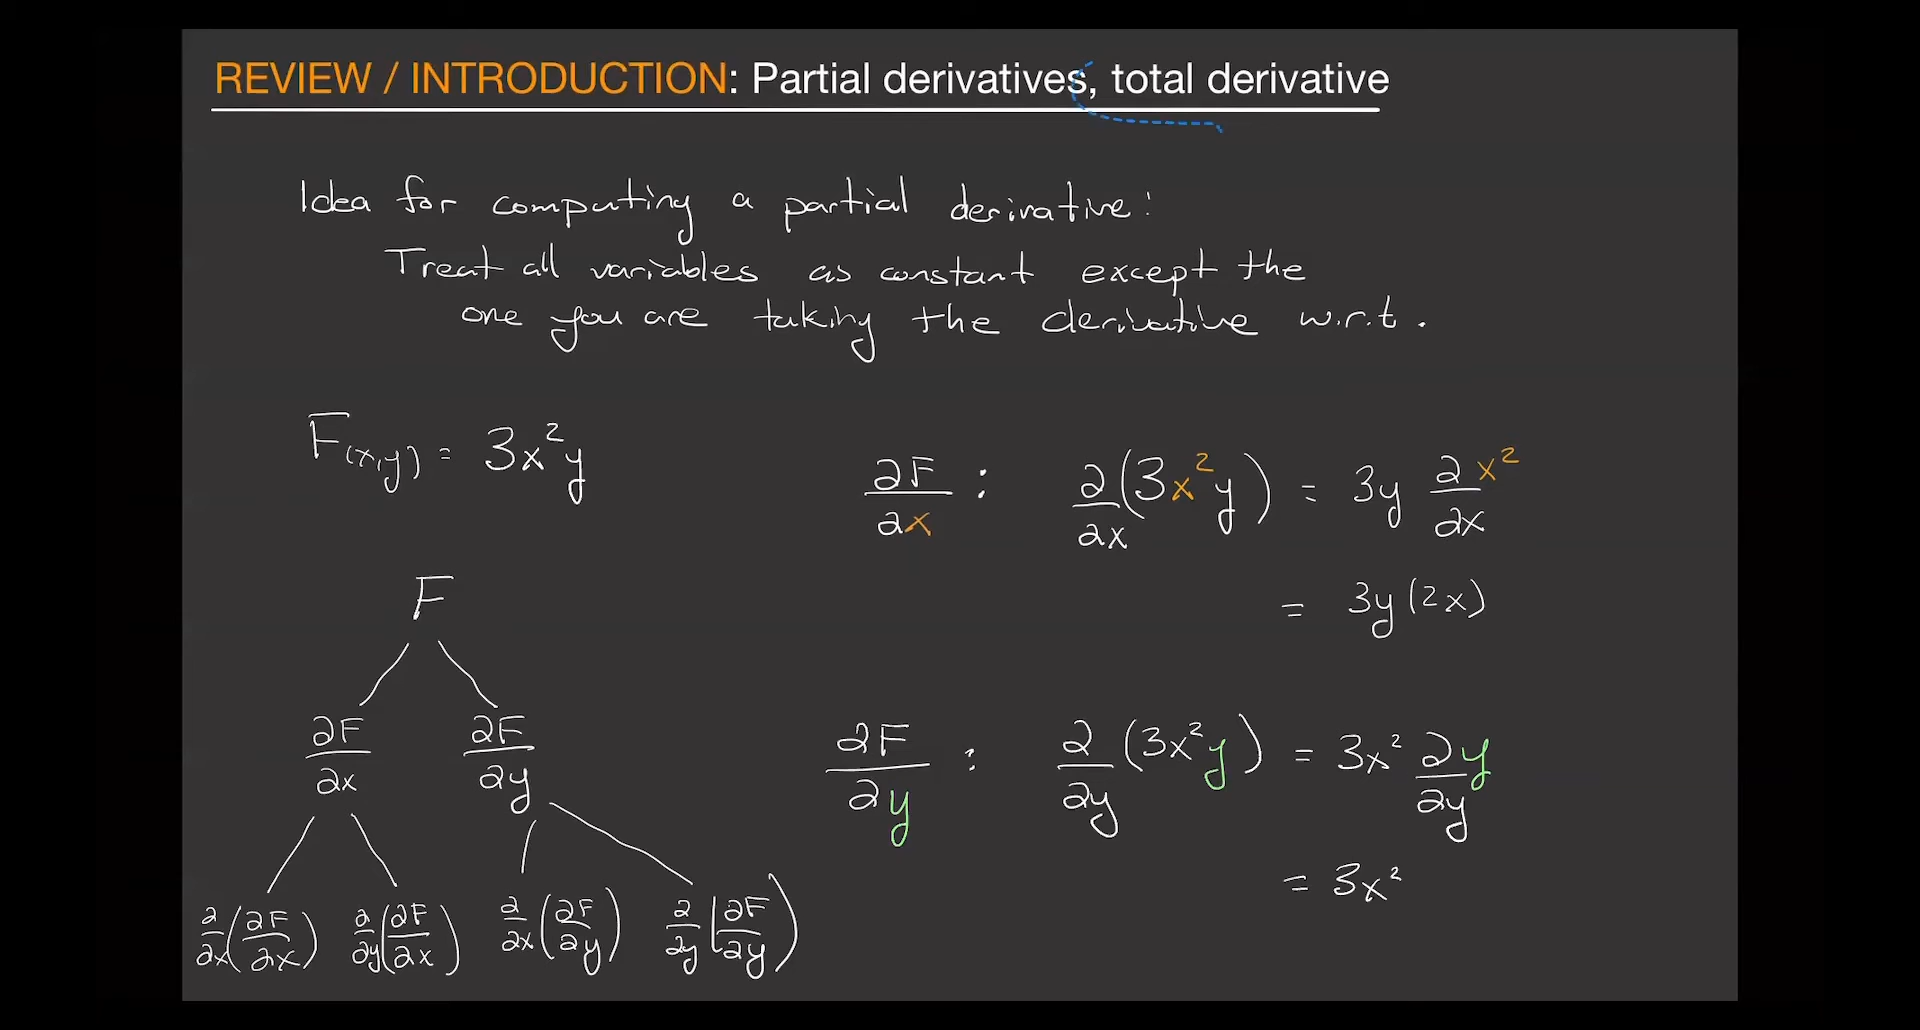 REVIEW / INTRODUCTION: Partial derivatives, total derivative
Idea for computing a partial derivative:
Treat all variables as constant except the
one you are taking the derivative w.r.t.
F(x,y) = 3x²y
∂F/∂x : ∂/∂x (3x²y) = 3y ∂x²/∂x
= 3y(2x)
F
∂F/∂x ∂F/∂y
∂/∂x (∂F/∂x) ∂/∂y (∂F/∂x) ∂/∂x (∂F/∂y) ∂/∂y (∂F/∂y)
∂F/∂y : ∂/∂y (3x²y) = 3x² ∂y/∂y
= 3x²